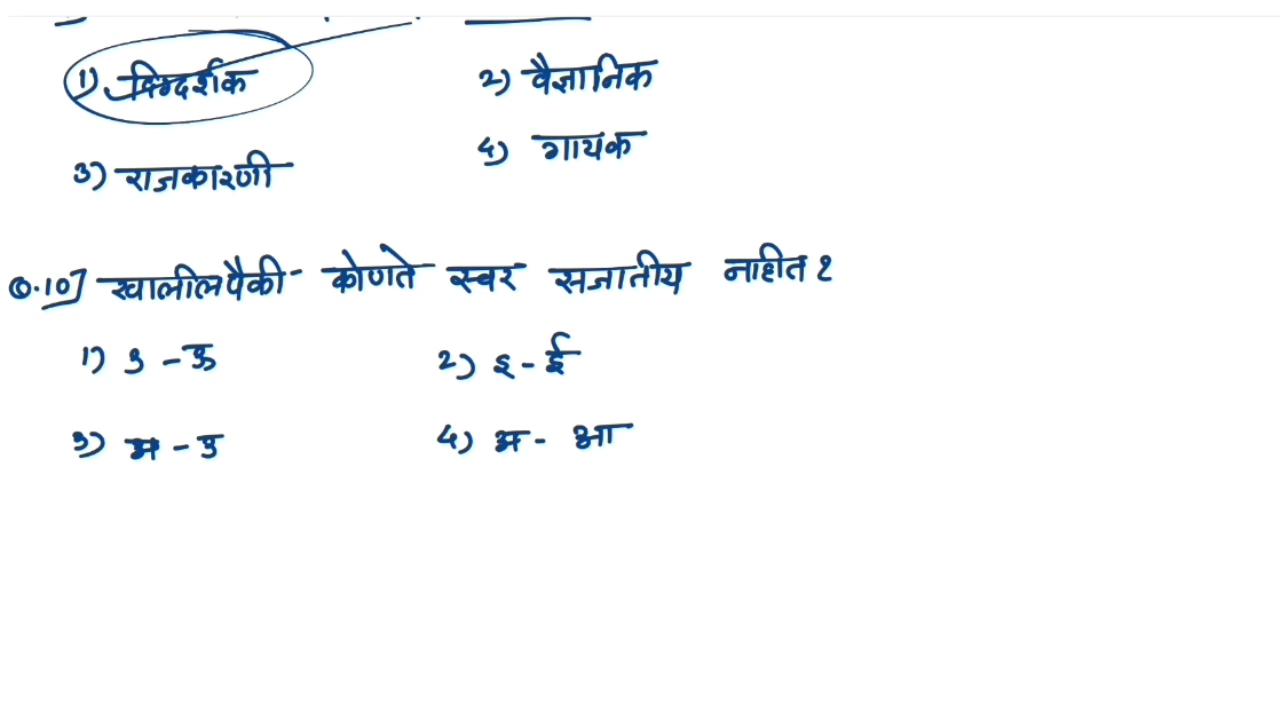 1) दिग्दर्शक 2) वैज्ञानिक
3) राजकारणी 4) गायक
Q.10] खालीलपैकी- कोणते स्वर सजातीय नाहीत?
1) उ - ऊ 2) इ - ई
3) अ - उ 4) अ - आ